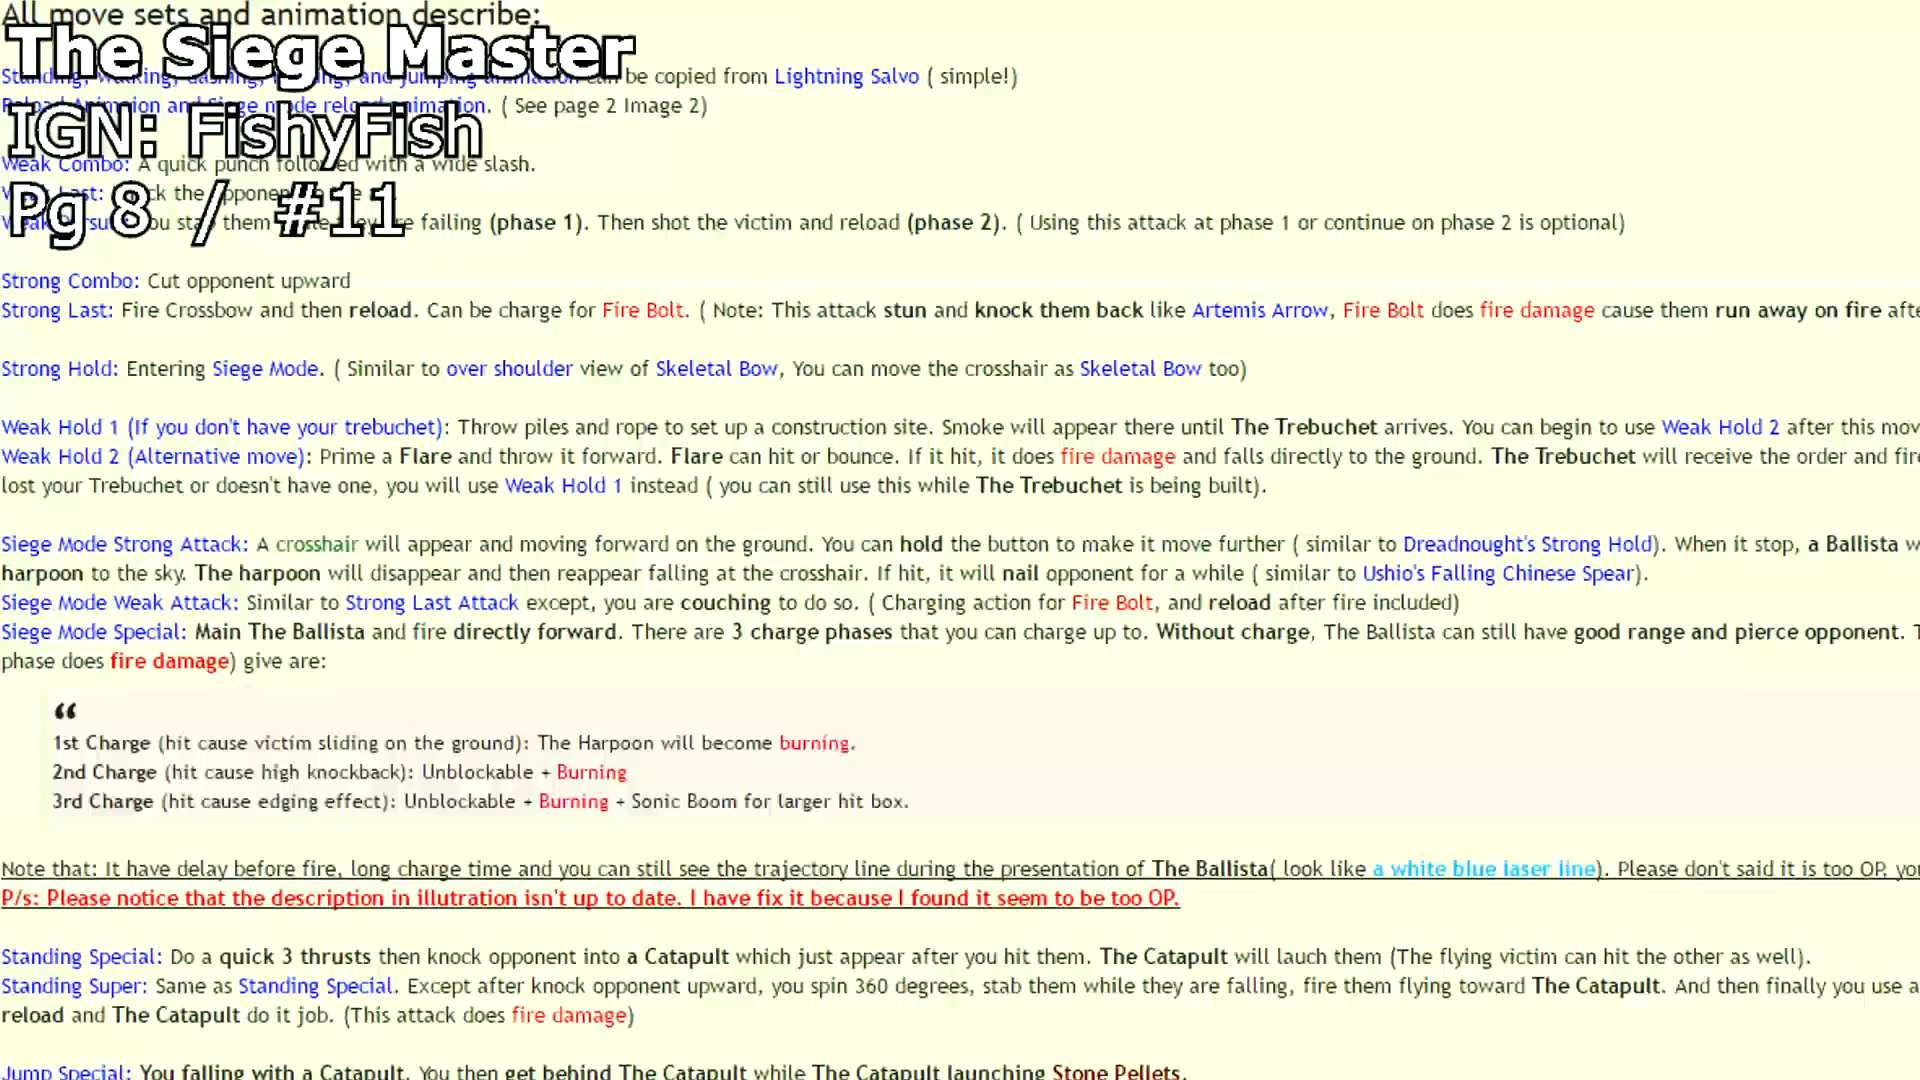 All move sets and animation describe:
The Siege Master
Standing, walking, dashing, and jumping animation can be copied from Lightning Salvo ( simple!)
Reload Animation and Siege mode reload animation. ( See page 2 Image 2)
IGN: FishyFish
Weak Combo: A quick punch followed with a wide slash.
Pg 8 / #11
the opponent
them failing (phase 1). Then shot the victim and reload (phase 2). ( Using this attack at phase 1 or continue on phase 2 is optional)
Strong Combo: Cut opponent upward
Strong Last: Fire Crossbow and then reload. Can be charge for Fire Bolt. ( Note: This attack stun and knock them back like Artemis Arrow, Fire Bolt does fire damage cause them run away on fire afte
Strong Hold: Entering Siege Mode. ( Similar to over shoulder view of Skeletal Bow, You can move the crosshair as Skeletal Bow too)
Weak Hold 1 (If you don't have your trebuchet): Throw piles and rope to set up a construction site. Smoke will appear there until The Trebuchet arrives. You can begin to use Weak Hold 2 after this mov
Weak Hold 2 (Alternative move): Prime a Flare and throw it forward. Flare can hit or bounce. If it hit, it does fire damage and falls directly to the ground. The Trebuchet will receive the order and fire
lost your Trebuchet or doesn't have one, you will use Weak Hold 1 instead ( you can still use this while The Trebuchet is being built).
Siege Mode Strong Attack: A crosshair will appear and moving forward on the ground. You can hold the button to make it move further ( similar to Dreadnought's Strong Hold). When it stop, a Ballista w
harpoon to the sky. The harpoon will disappear and then reappear falling at the crosshair. If hit, it will nail opponent for a while ( similar to Ushio's Falling Chinese Spear).
Siege Mode Weak Attack: Similar to Strong Last Attack except, you are couching to do so. ( Charging action for Fire Bolt, and reload after fire included)
Siege Mode Special: Main The Ballista and fire directly forward. There are 3 charge phases that you can charge up to. Without charge, The Ballista can still have good range and pierce opponent. T
phase does fire damage) give are:
“
1st Charge (hit cause victim sliding on the ground): The Harpoon will become burning.
2nd Charge (hit cause high knockback): Unblockable + Burning
3rd Charge (hit cause edging effect): Unblockable + Burning + Sonic Boom for larger hit box.
Note that: It have delay before fire, long charge time and you can still see the trajectory line during the presentation of The Ballista( look like a white blue laser line). Please don't said it is too OP, you
P/s: Please notice that the description in illutration isn't up to date. I have fix it because I found it seem to be too OP.
Standing Special: Do a quick 3 thrusts then knock opponent into a Catapult which just appear after you hit them. The Catapult will lauch them (The flying victim can hit the other as well).
Standing Super: Same as Standing Special. Except after knock opponent upward, you spin 360 degrees, stab them while they are falling, fire them flying toward The Catapult. And then finally you use a
reload and The Catapult do it job. (This attack does fire damage)
Jump Special: You falling with a Catapult. You then get behind The Catapult while The Catapult launching Stone Pellets.